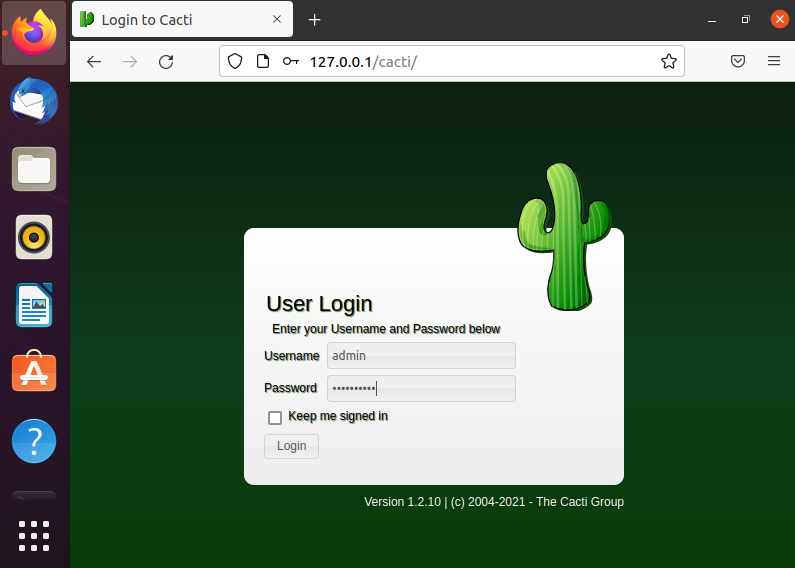 Login to Cacti
127.0.0.1/cacti/
User Login
Enter your Username and Password below
Username admin
Password ••••••••••
Keep me signed in
Login
Version 1.2.10 | (c) 2004-2021 - The Cacti Group